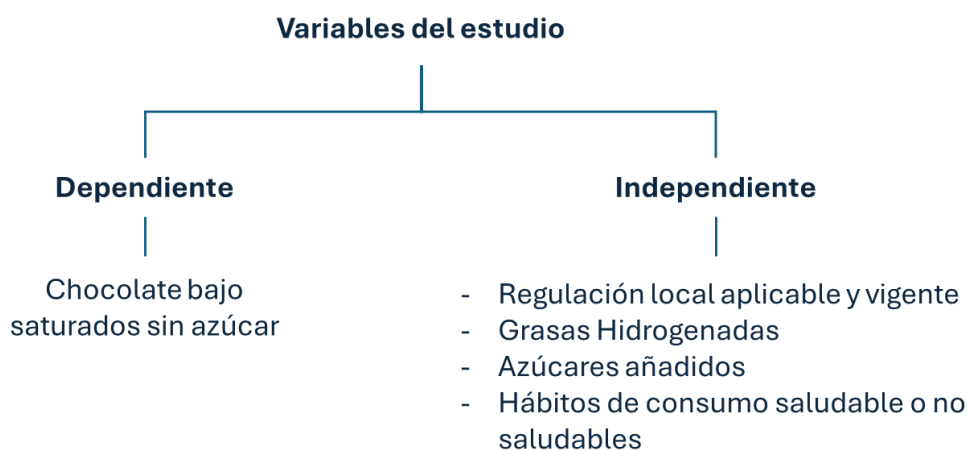 Variables del estudio
Dependiente
Independiente
Chocolate bajo
saturados sin azúcar
- Regulación local aplicable y vigente
- Grasas Hidrogenadas
- Azúcares añadidos
- Hábitos de consumo saludable o no
saludables